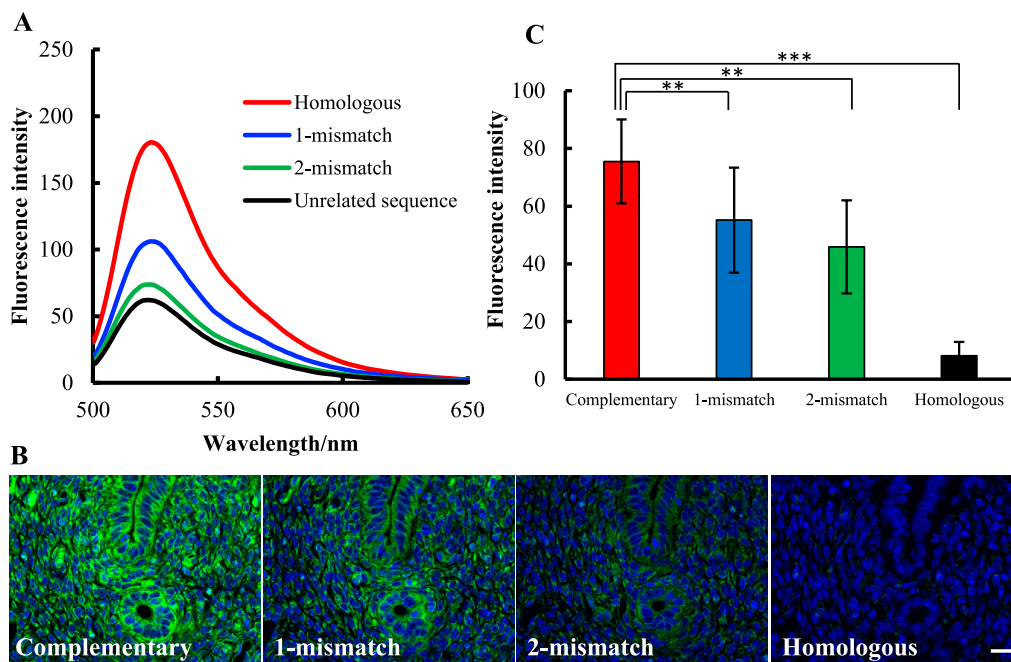 A
250
200
150
100
50
0
500
550
600
650
Fluorescence intensity
Wavelength/nm
Homologous
1-mismatch
2-mismatch
Unrelated sequence
C
***
**
**
100
80
60
40
20
0
Fluorescence intensity
Complementary
1-mismatch
2-mismatch
Homologous
B
Complementary
1-mismatch
2-mismatch
Homologous